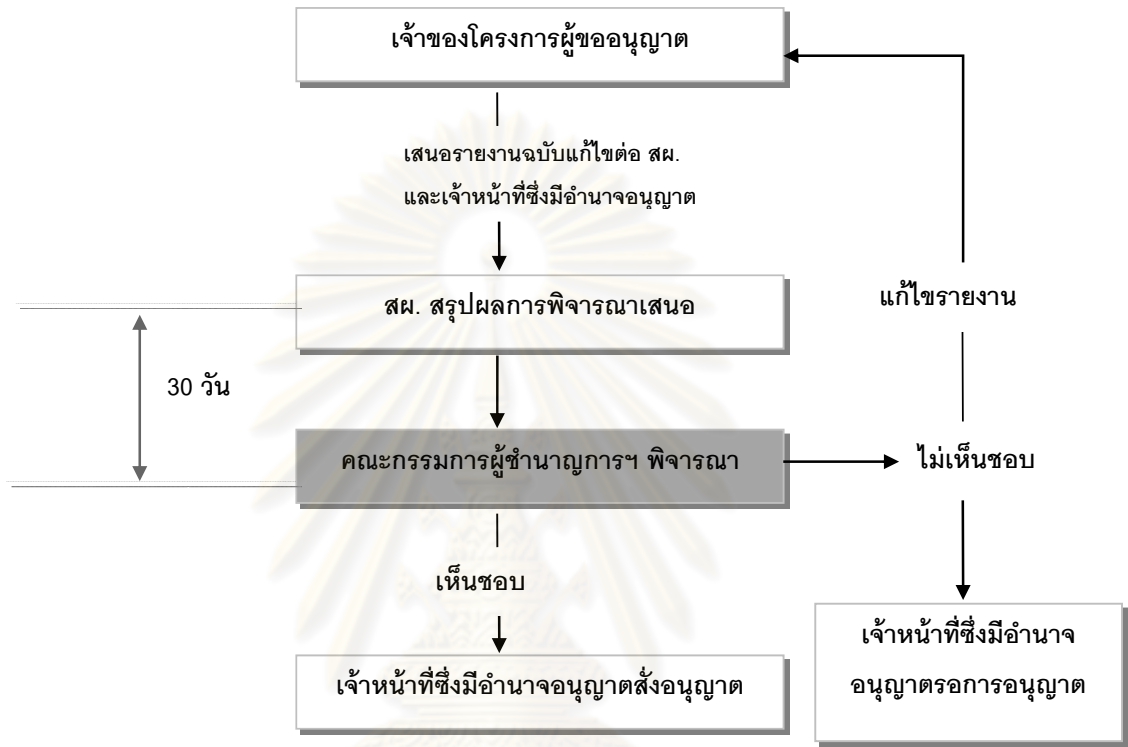 เจ้าของโครงการผู้ขออนุญาต
เสนอรายงานฉบับแก้ไขต่อ สผ.
และเจ้าหน้าที่ซึ่งมีอำนาจอนุญาต
สผ. สรุปผลการพิจารณาเสนอ
แก้ไขรายงาน
30 วัน
คณะกรรมการผู้ชำนาญการฯ พิจารณา
ไม่เห็นชอบ
เห็นชอบ
เจ้าหน้าที่ซึ่งมีอำนาจอนุญาตสั่งอนุญาต
เจ้าหน้าที่ซึ่งมีอำนาจ
อนุญาตรอการอนุญาต